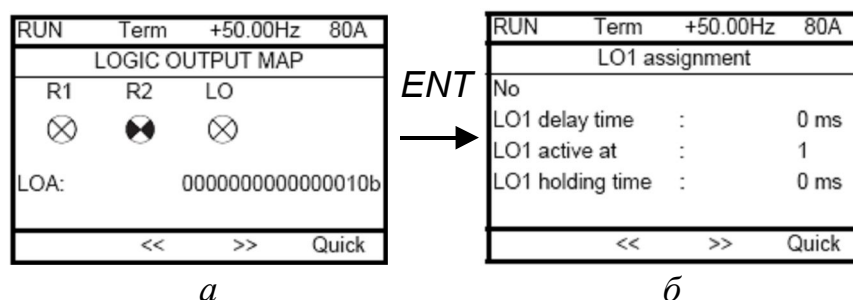 RUN Term +50.00Hz 80A
LOGIC OUTPUT MAP
R1 R2 LO
LOA: 0000000000000010b
<< >> Quick
а
ENT
RUN Term +50.00Hz 80A
LO1 assignment
No
LO1 delay time : 0 ms
LO1 active at : 1
LO1 holding time : 0 ms
<< >> Quick
б